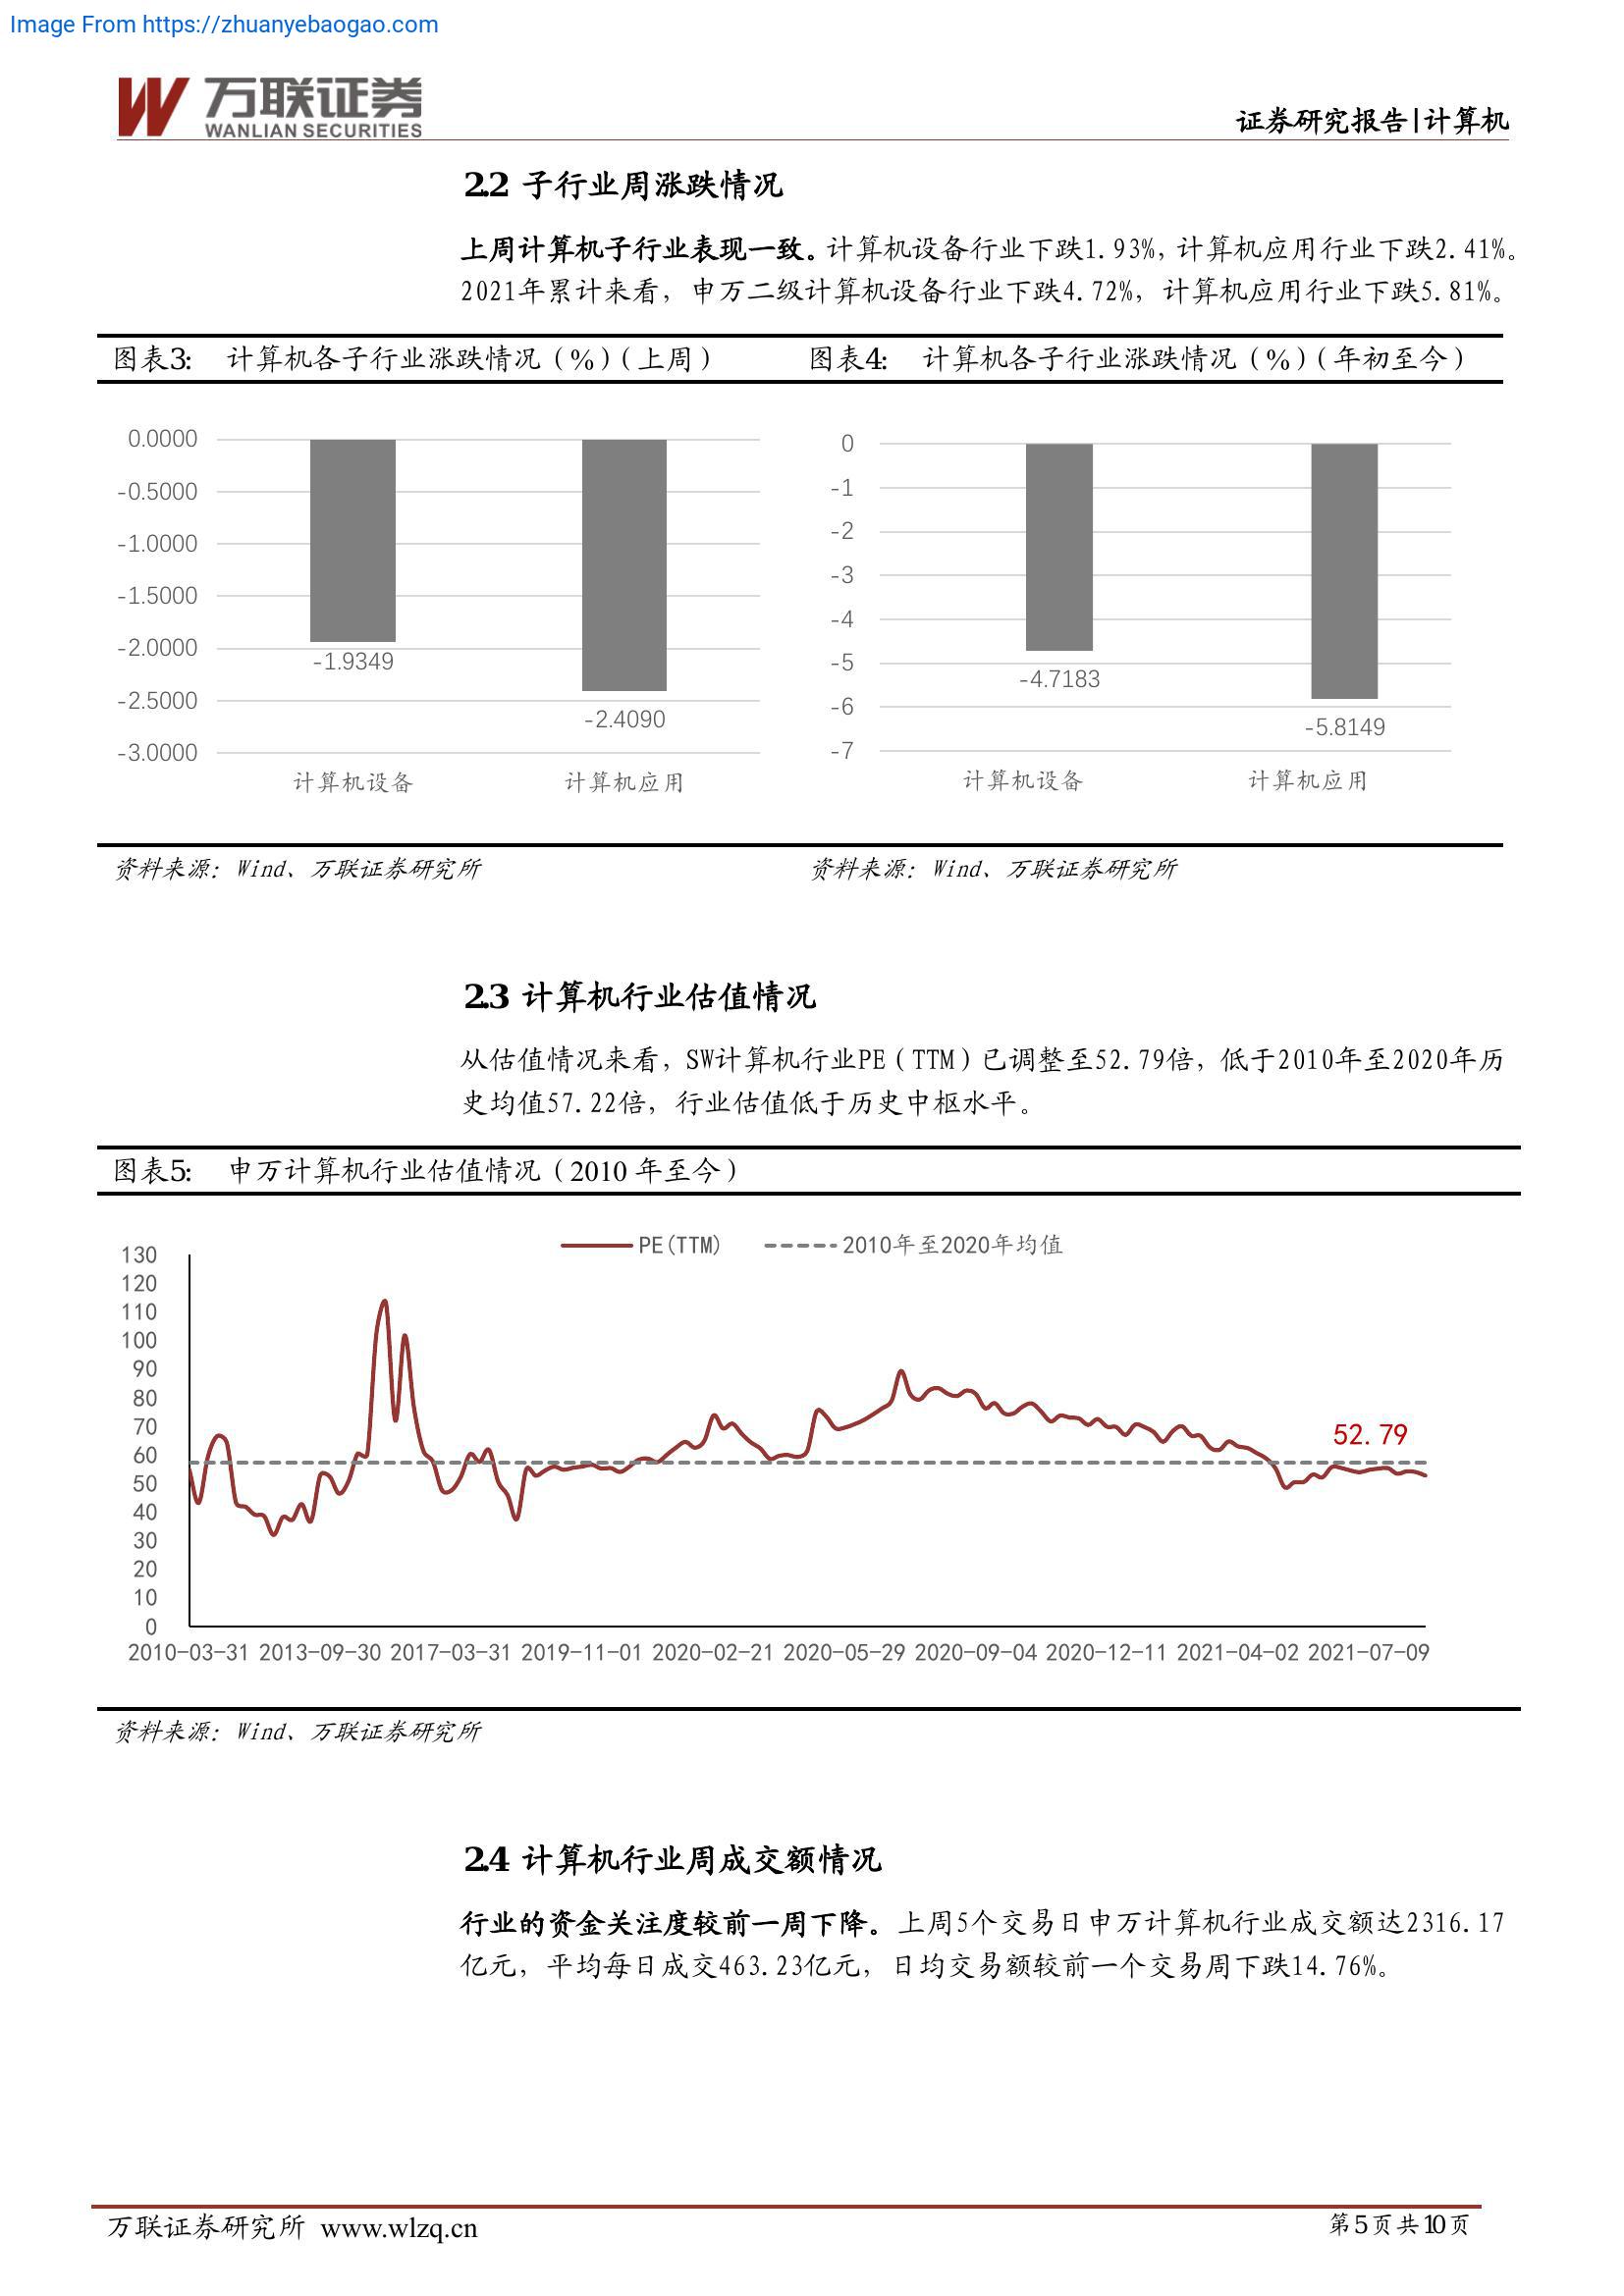 Image From https://zhuanyebaogao.com
万联证券
WANLIAN SECURITIES
证券研究报告|计算机
2.2 子行业周涨跌情况
上周计算机子行业表现一致。计算机设备行业下跌1.93%，计算机应用行业下跌2.41%。
2021年累计来看，申万二级计算机设备行业下跌4.72%，计算机应用行业下跌5.81%。
图表3: 计算机各子行业涨跌情况（%）（上周）
0.0000
-0.5000
-1.0000
-1.5000
-2.0000
-2.5000
-3.0000
-1.9349
-2.4090
计算机设备 计算机应用
资料来源：Wind、万联证券研究所
图表4: 计算机各子行业涨跌情况（%）（年初至今）
0
-1
-2
-3
-4
-5
-6
-7
-4.7183
-5.8149
计算机设备 计算机应用
资料来源：Wind、万联证券研究所
2.3 计算机行业估值情况
从估值情况来看，SW计算机行业PE（TTM）已调整至52.79倍，低于2010年至2020年历
史均值57.22倍，行业估值低于历史中枢水平。
图表5: 申万计算机行业估值情况（2010 年至今）
PE(TTM) 2010年至2020年均值
130
120
110
100
90
80
70
60
50
40
30
20
10
0
52.79
2010-03-31 2013-09-30 2017-03-31 2019-11-01 2020-02-21 2020-05-29 2020-09-04 2020-12-11 2021-04-02 2021-07-09
资料来源：Wind、万联证券研究所
2.4 计算机行业周成交额情况
行业的资金关注度较前一周下降。上周5个交易日申万计算机行业成交额达2316.17
亿元，平均每日成交463.23亿元，日均交易额较前一个交易周下跌14.76%。
万联证券研究所 www.wlzq.cn
第 5 页 共 10 页